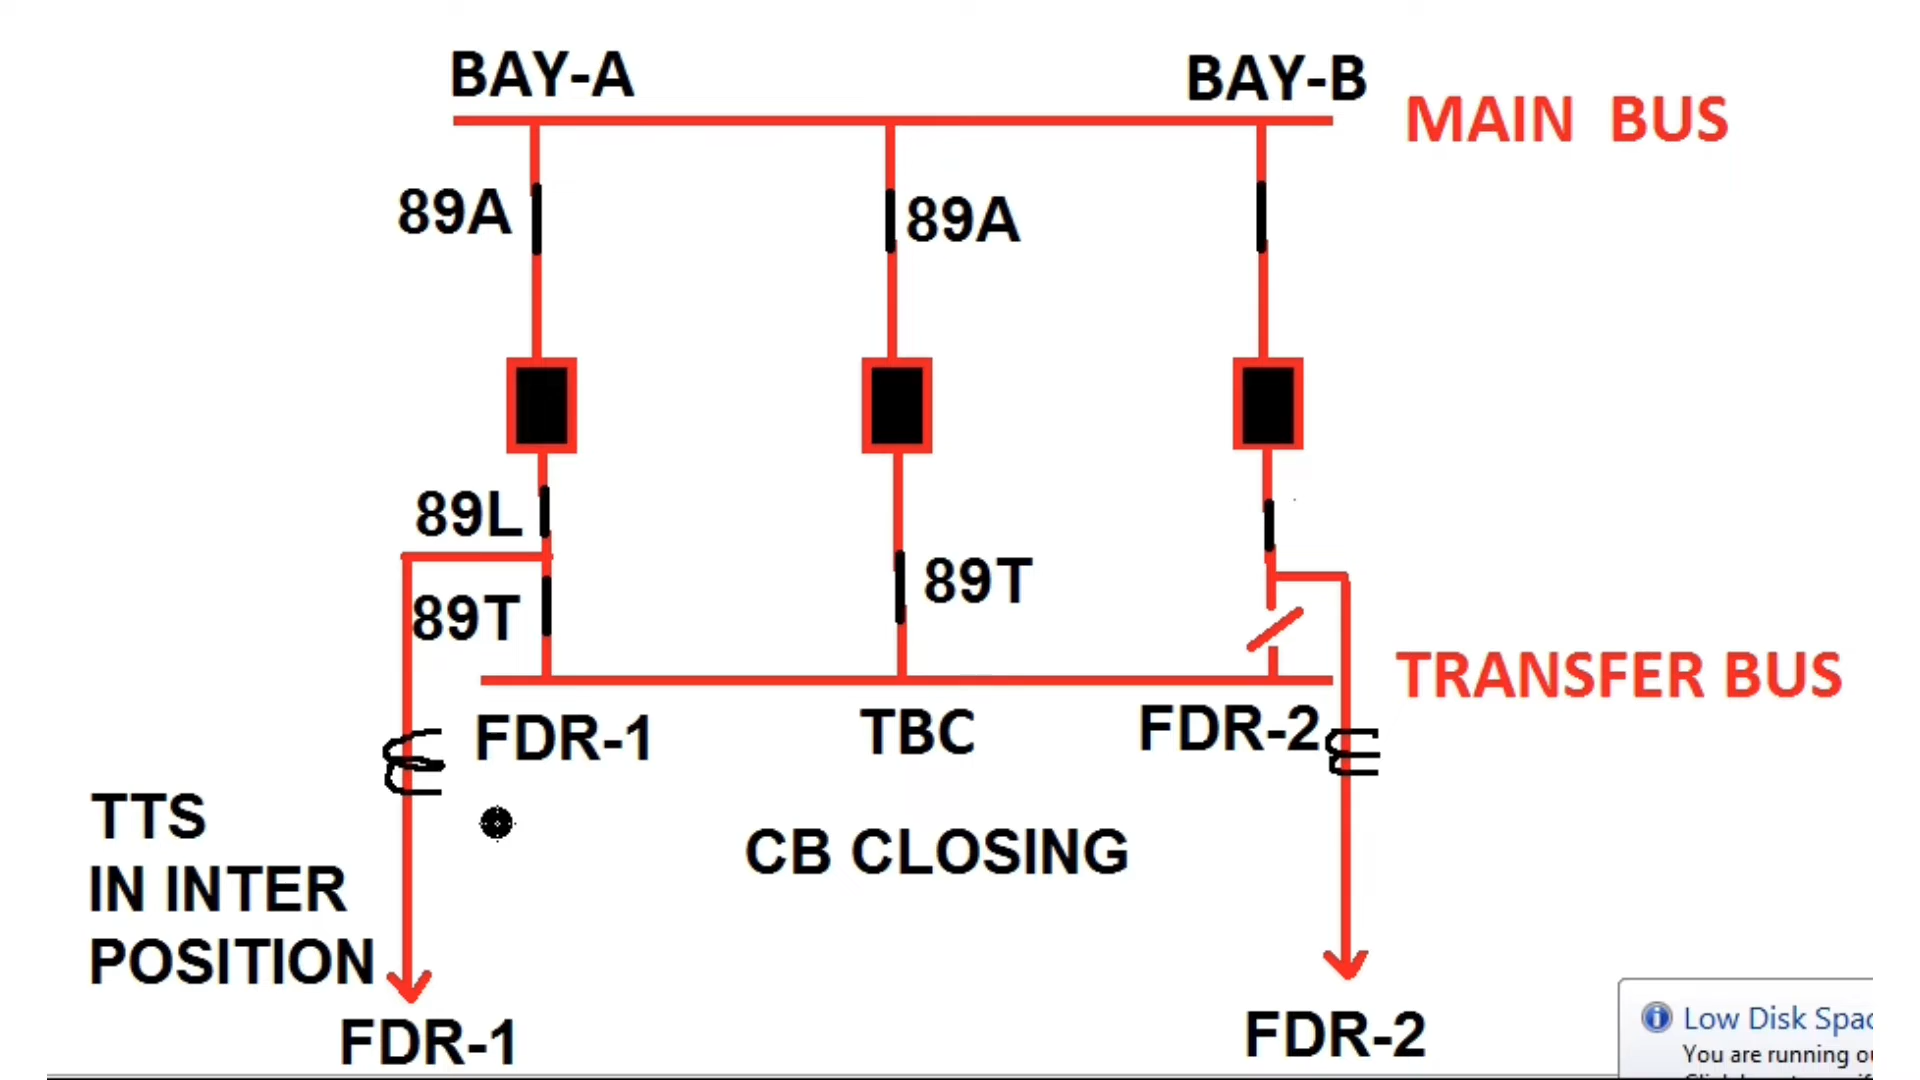 BAY-A
BAY-B
MAIN BUS
89A
89A
89L
89T
89T
TRANSFER BUS
FDR-1
TBC
FDR-2
TTS
IN INTER
POSITION
CB CLOSING
FDR-1
FDR-2
Low Disk Spac
You are running